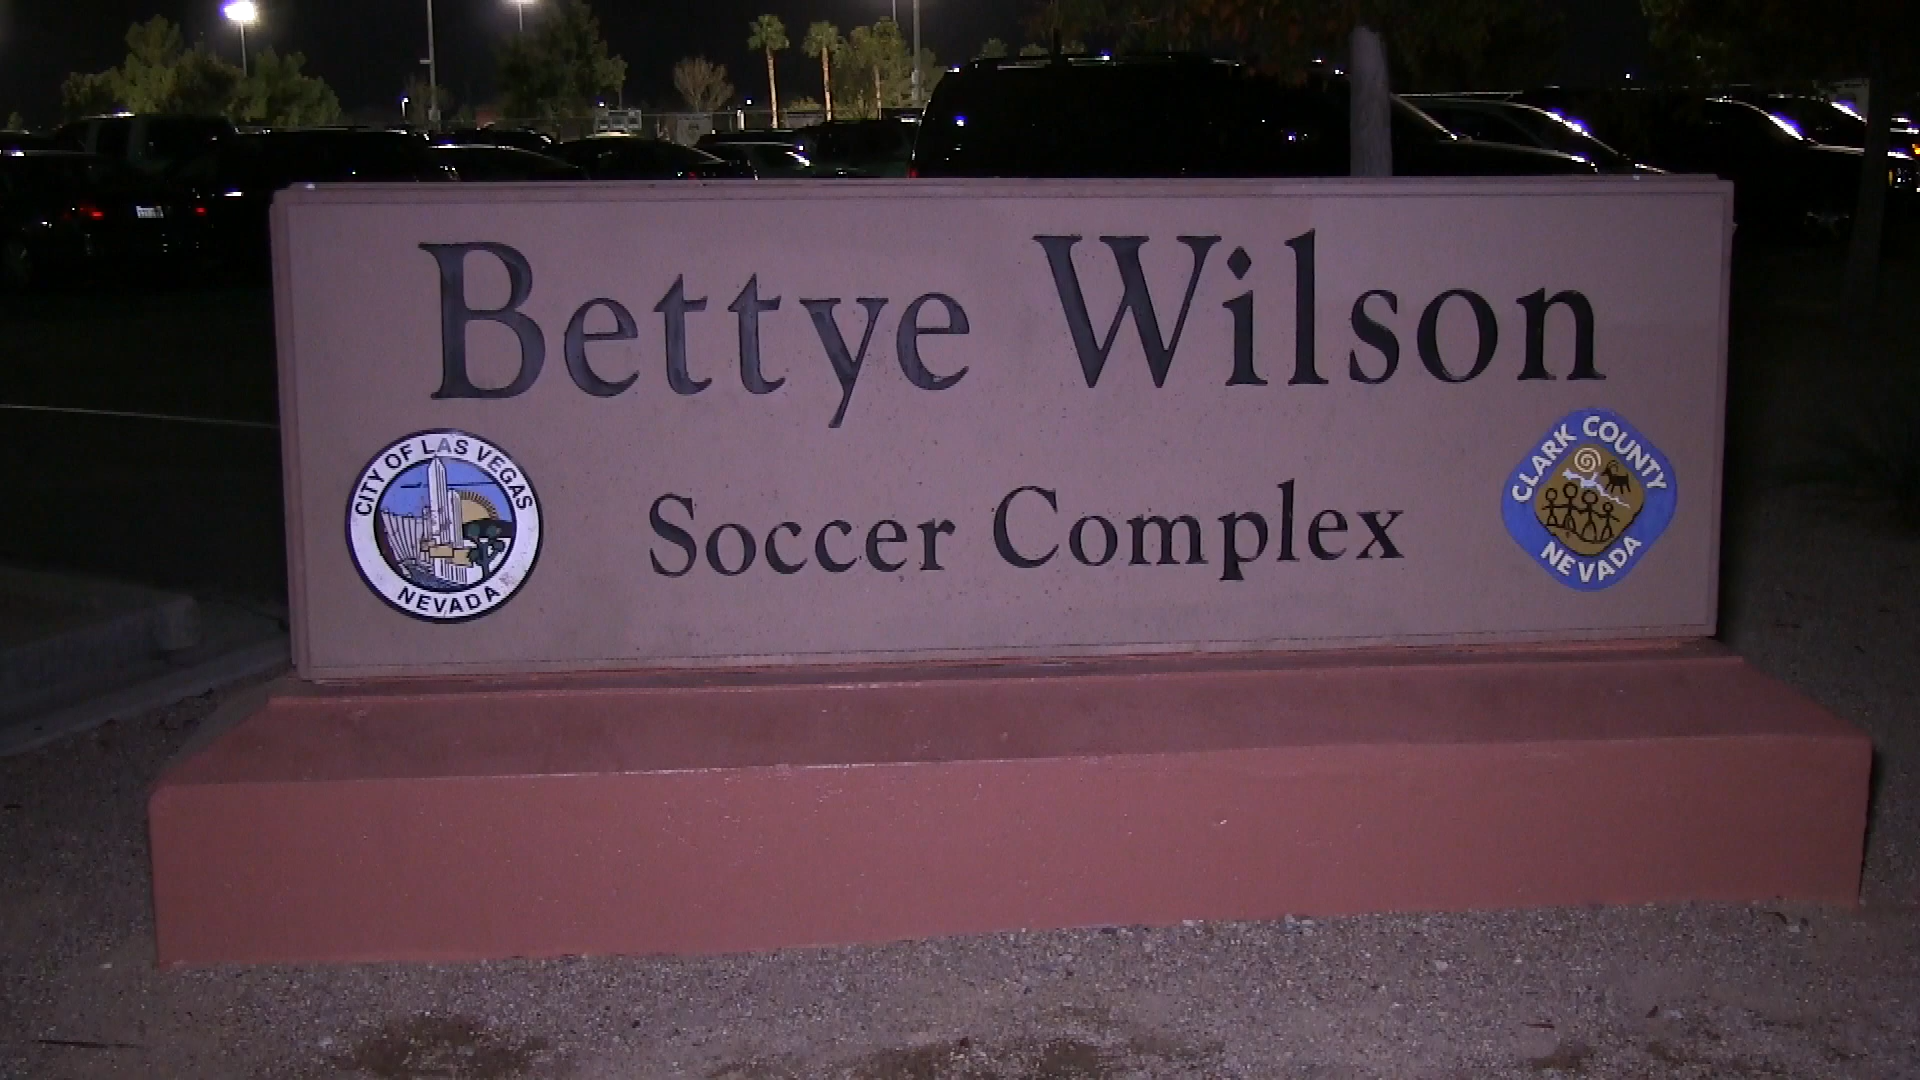 Bettye Wilson
Soccer Complex
CITY OF LAS VEGAS
NEVADA
CLARK COUNTY
NEVADA